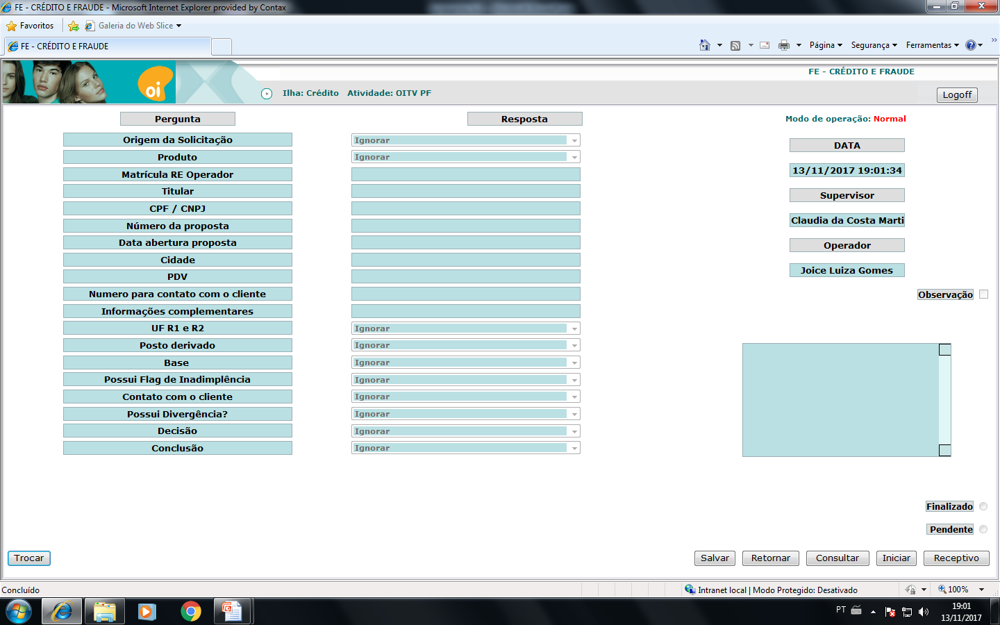 FE - CRÉDITO E FRAUDE - Microsoft Internet Explorer provided by Contax
Favoritos
Galeria do Web Slice
FE - CRÉDITO E FRAUDE
Página
Segurança
Ferramentas
»
oi
FE - CRÉDITO E FRAUDE
Ilha: Crédito Atividade: OITV PF
Logoff
Pergunta
Resposta
Modo de operação: Normal
Origem da Solicitação
Ignorar
Produto
Ignorar
Matrícula RE Operador
Titular
CPF / CNPJ
Número da proposta
Data abertura proposta
Cidade
PDV
Numero para contato com o cliente
Informações complementares
UF R1 e R2
Ignorar
Posto derivado
Ignorar
Base
Ignorar
Possui Flag de Inadimplência
Ignorar
Contato com o cliente
Ignorar
Possui Divergência?
Ignorar
Decisão
Ignorar
Conclusão
Ignorar
DATA
13/11/2017 19:01:34
Supervisor
Claudia da Costa Marti
Operador
Joice Luiza Gomes
Observação
Finalizado
Pendente
Trocar
Salvar
Retornar
Consultar
Iniciar
Receptivo
Concluído
Intranet local | Modo Protegido: Desativado
100%
PT
19:01
13/11/2017